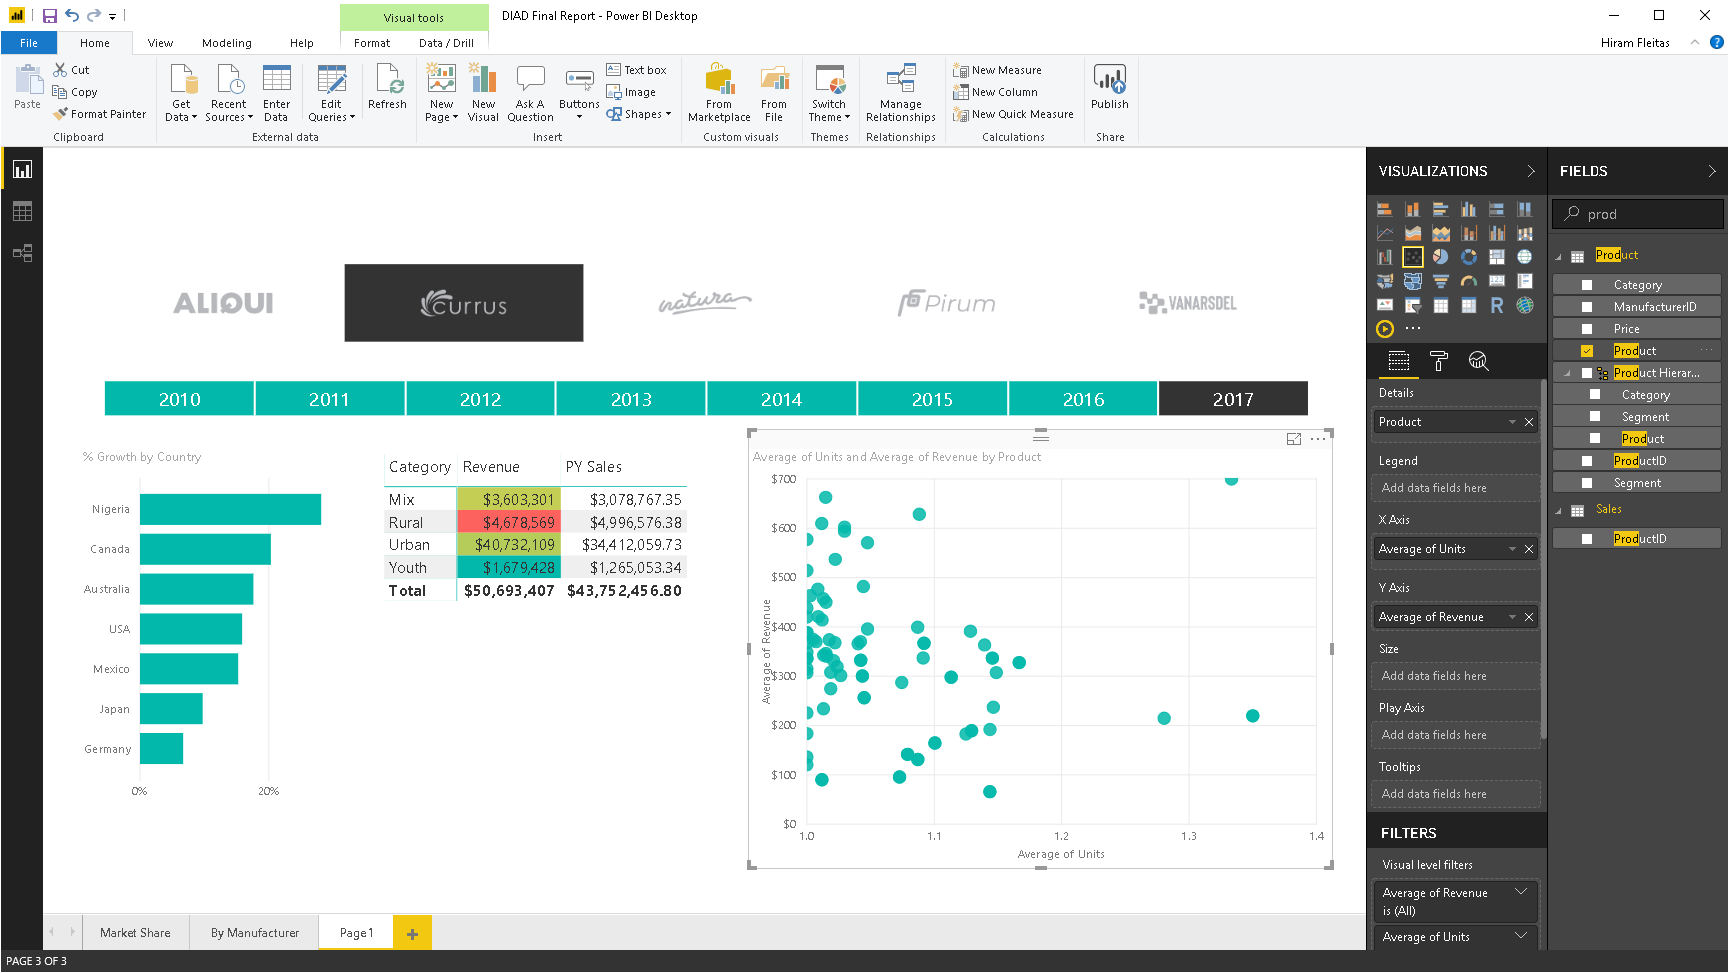 Visual tools
DIAD Final Report - Power BI Desktop
File
Home
View
Modeling
Help
Format
Data / Drill
Hiram Fleitas
Paste
Cut
Copy
Format Painter
Clipboard
Get Data
Recent Sources
Enter Data
Edit Queries
External data
Refresh
New Page
New Visual
Ask A Question
Buttons
Text box
Image
Shapes
Insert
From Marketplace
From File
Custom visuals
Switch Theme
Themes
Manage Relationships
Relationships
New Measure
New Column
New Quick Measure
Calculations
Publish
Share
ALIQUI
currus
natura
Pirum
VANARSDEL
2010
2011
2012
2013
2014
2015
2016
2017
% Growth by Country
Nigeria
Canada
Australia
USA
Mexico
Japan
Germany
0%
20%
Category Revenue PY Sales
Mix $3,603,301 $3,078,767.35
Rural $4,678,569 $4,996,576.38
Urban $40,732,109 $34,412,059.73
Youth $1,679,428 $1,265,053.34
Total $50,693,407 $43,752,456.80
Average of Units and Average of Revenue by Product
$700
$600
$500
$400
$300
$200
$100
$0
Average of Revenue
1.0
1.1
1.2
1.3
1.4
Average of Units
VISUALIZATIONS
R
Details
Product
Legend
Add data fields here
X Axis
Average of Units
Y Axis
Average of Revenue
Size
Add data fields here
Play Axis
Add data fields here
Tooltips
Add data fields here
FILTERS
Visual level filters
Average of Revenue
is (All)
Average of Units
FIELDS
prod
Product
Category
ManufacturerID
Price
Product
Product Hierar...
Category
Segment
Product
ProductID
Segment
Sales
ProductID
Market Share
By Manufacturer
Page1
PAGE 3 OF 3